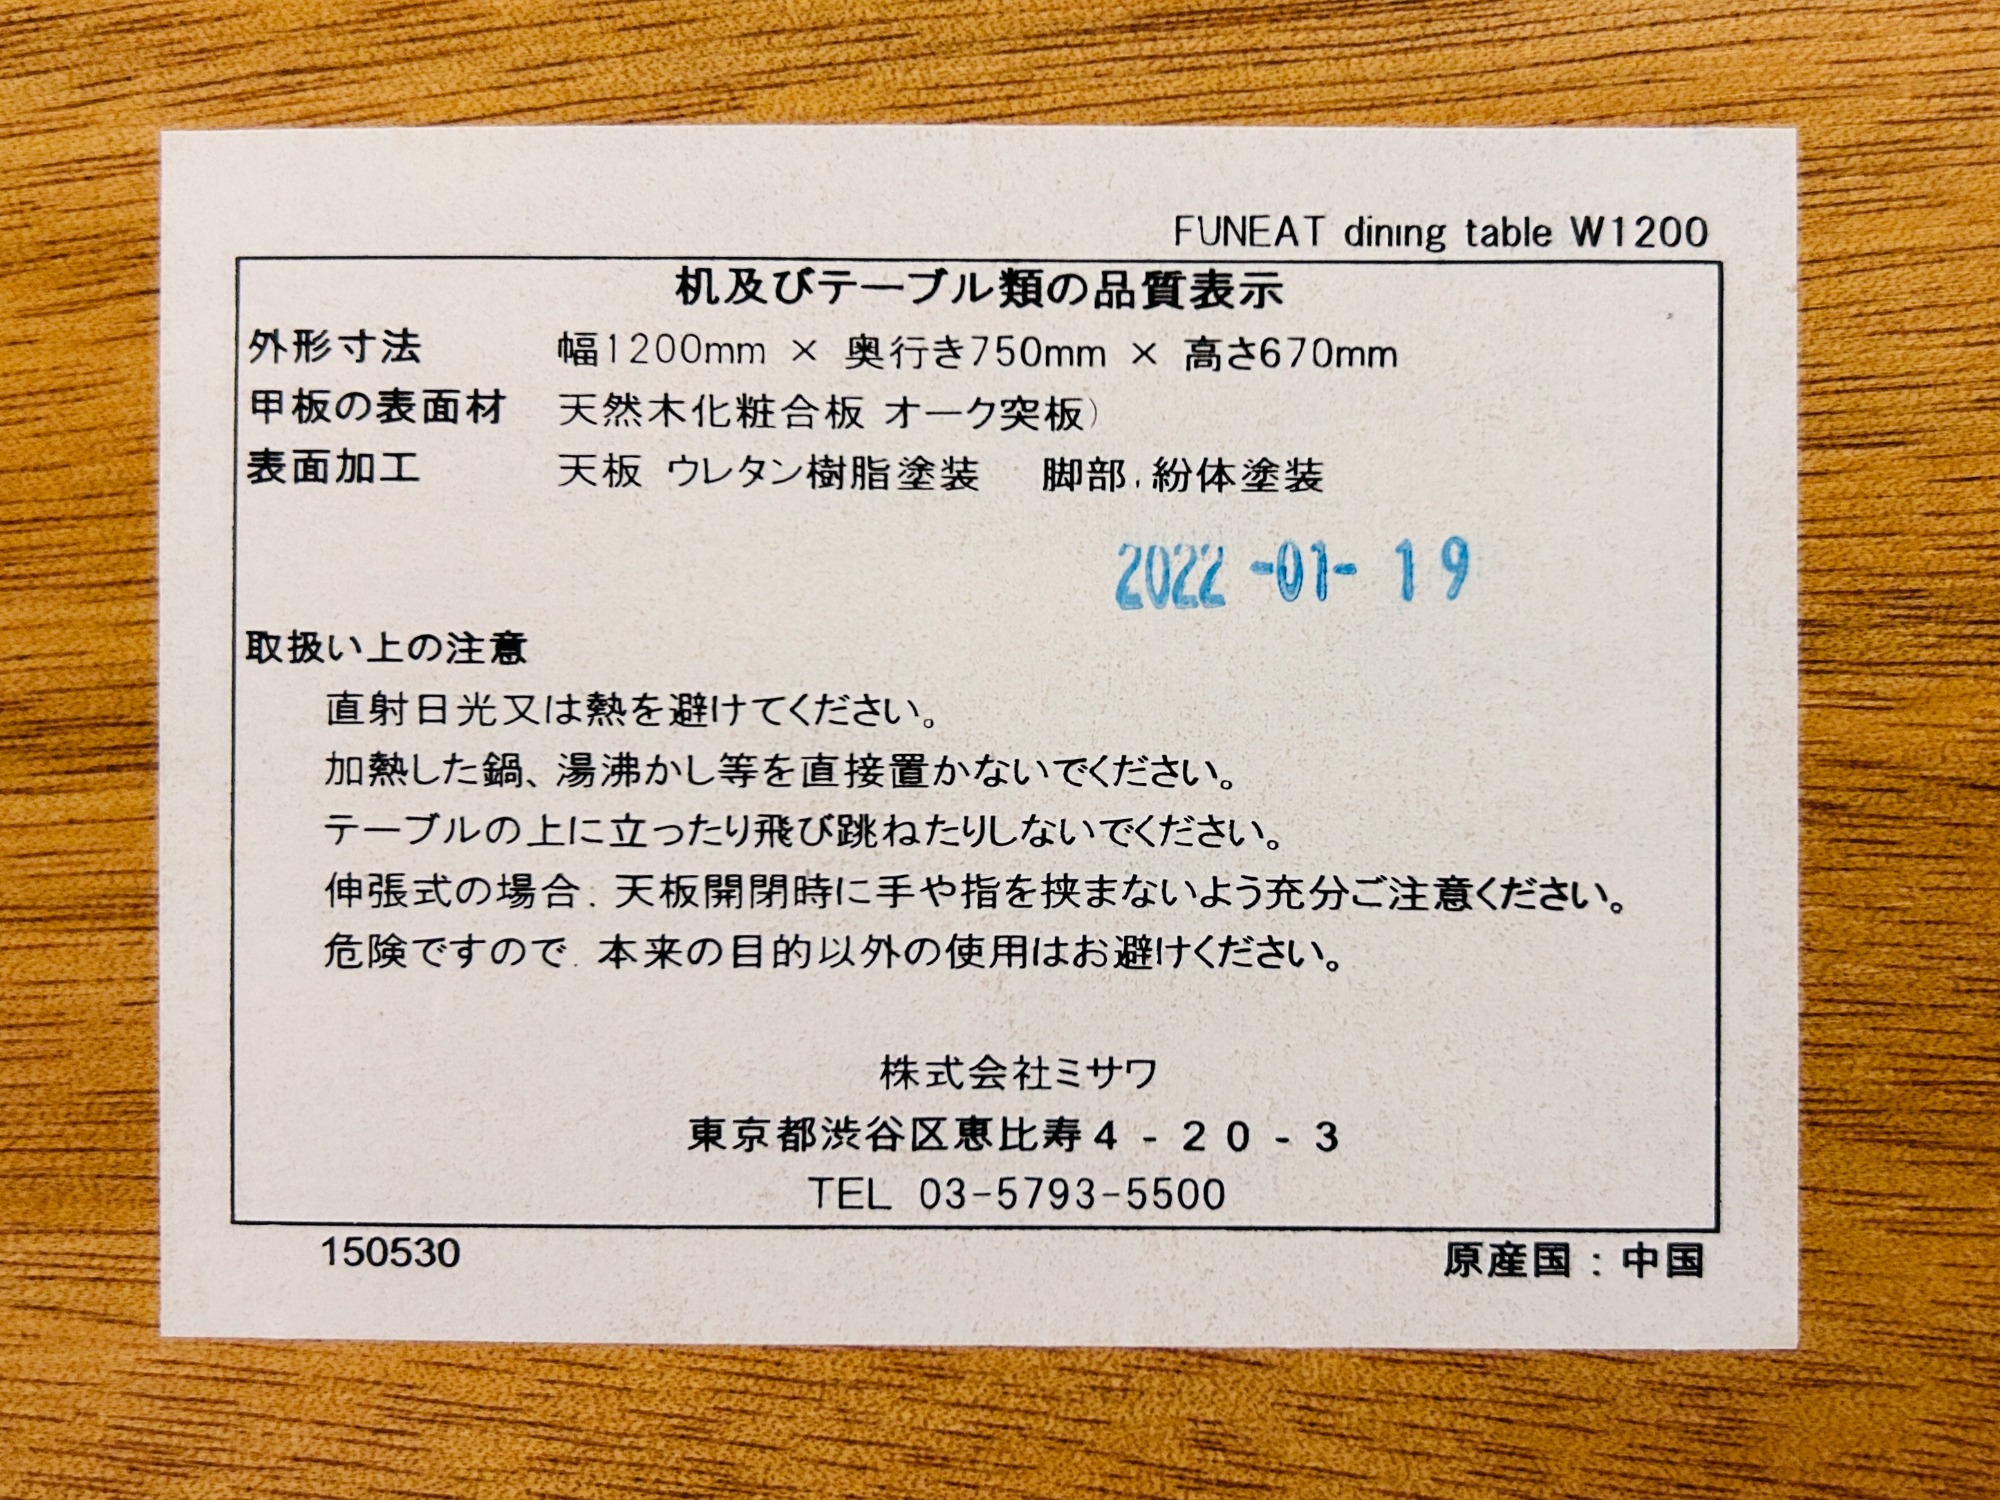 FUNEAT dining table W1200
机及びテーブル類の品質表示
外形寸法 幅1200mm × 奥行き750mm × 高さ670mm
甲板の表面材 天然木化粧合板 オーク突板）
表面加工 天板 ウレタン樹脂塗装 脚部，紛体塗装
2022-01-19
取扱い上の注意
直射日光又は熱を避けてください。
加熱した鍋、湯沸かし等を直接置かないでください。
テーブルの上に立ったり飛び跳ねたりしないでください。
伸張式の場合. 天板開閉時に手や指を挟まないよう充分ご注意ください。
危険ですので. 本来の目的以外の使用はお避けください。
株式会社ミサワ
東京都渋谷区恵比寿４-２０-３
TEL 03-5793-5500
150530 原産国：中国